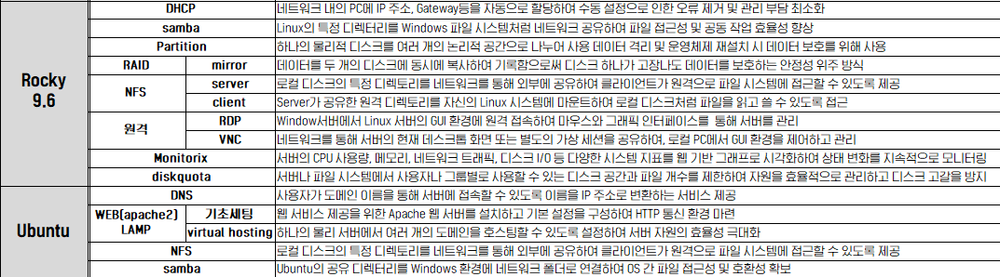 DHCP 네트워크 내의 PC에 IP 주소, Gateway등을 자동으로 할당하여 수동 설정으로 인한 오류 제거 및 관리 부담 최소화
samba Linux의 특정 디렉터리를 Windows 파일 시스템처럼 네트워크 공유하여 파일 접근성 및 공동 작업 효율성 향상
Partition 하나의 물리적 디스크를 여러 개의 논리적 공간으로 나누어 사용 데이터 격리 및 운영체제 재설치 시 데이터 보호를 위해 사용
Rocky 9.6
RAID mirror 데이터를 두 개의 디스크에 동시에 복사하여 기록함으로써 디스크 하나가 고장나도 데이터를 보호하는 안정성 위주 방식
NFS server 로컬 디스크의 특정 디렉토리를 네트워크를 통해 외부에 공유하여 클라이언트가 원격으로 파일 시스템에 접근할 수 있도록 제공
client Server가 공유한 원격 디렉토리를 자신의 Linux 시스템에 마운트하여 로컬 디스크처럼 파일을 읽고 쓸 수 있도록 접근
원격 RDP Window서버에서 Linux 서버의 GUI 환경에 원격 접속하여 마우스와 그래픽 인터페이스를 통해 서버를 관리
VNC 네트워크를 통해 서버의 현재 데스크톱 화면 또는 별도의 가상 세션을 공유하여, 로컬 PC에서 GUI 환경을 제어하고 관리
Monitorix 서버의 CPU 사용량, 메모리, 네트워크 트래픽, 디스크 I/O 등 다양한 시스템 지표를 웹 기반 그래프로 시각화하여 상태 변화를 지속적으로 모니터링
diskquota 서버나 파일 시스템에서 사용자나 그룹별로 사용할 수 있는 디스크 공간과 파일 개수를 제한하여 자원을 효율적으로 관리하고 디스크 고갈을 방지
Ubuntu
DNS 사용자가 도메인 이름을 통해 서버에 접속할 수 있도록 이름을 IP 주소로 변환하는 서비스 제공
WEB(apache2) LAMP 기초세팅 웹 서비스 제공을 위한 Apache 웹 서버를 설치하고 기본 설정을 구성하여 HTTP 통신 환경 마련
virtual hosting 하나의 물리 서버에서 여러 개의 도메인을 호스팅할 수 있도록 설정하여 서버 자원의 효율성 극대화
NFS 로컬 디스크의 특정 디렉토리를 네트워크를 통해 외부에 공유하여 클라이언트가 원격으로 파일 시스템에 접근할 수 있도록 제공
samba Ubuntu의 공유 디렉터리를 Windows 환경에 네트워크 폴더로 연결하여 OS 간 파일 접근성 및 호환성 확보